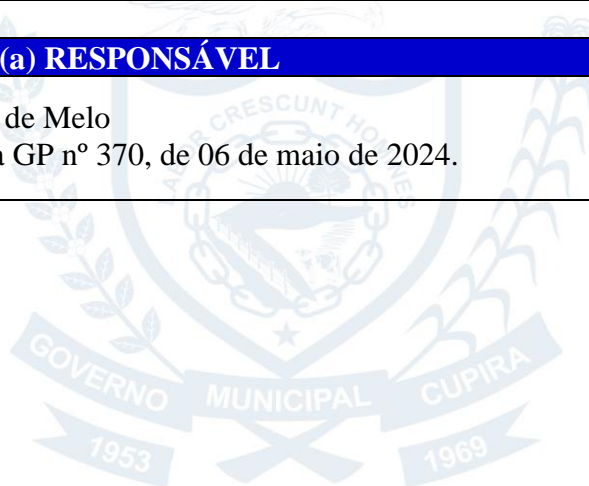 (a) RESPONSÁVEL
de Melo
a GP nº 370, de 06 de maio de 2024.
LABOR CRESCUNT HONORES
GOVERNO MUNICIPAL CUPIRA
1953 1969